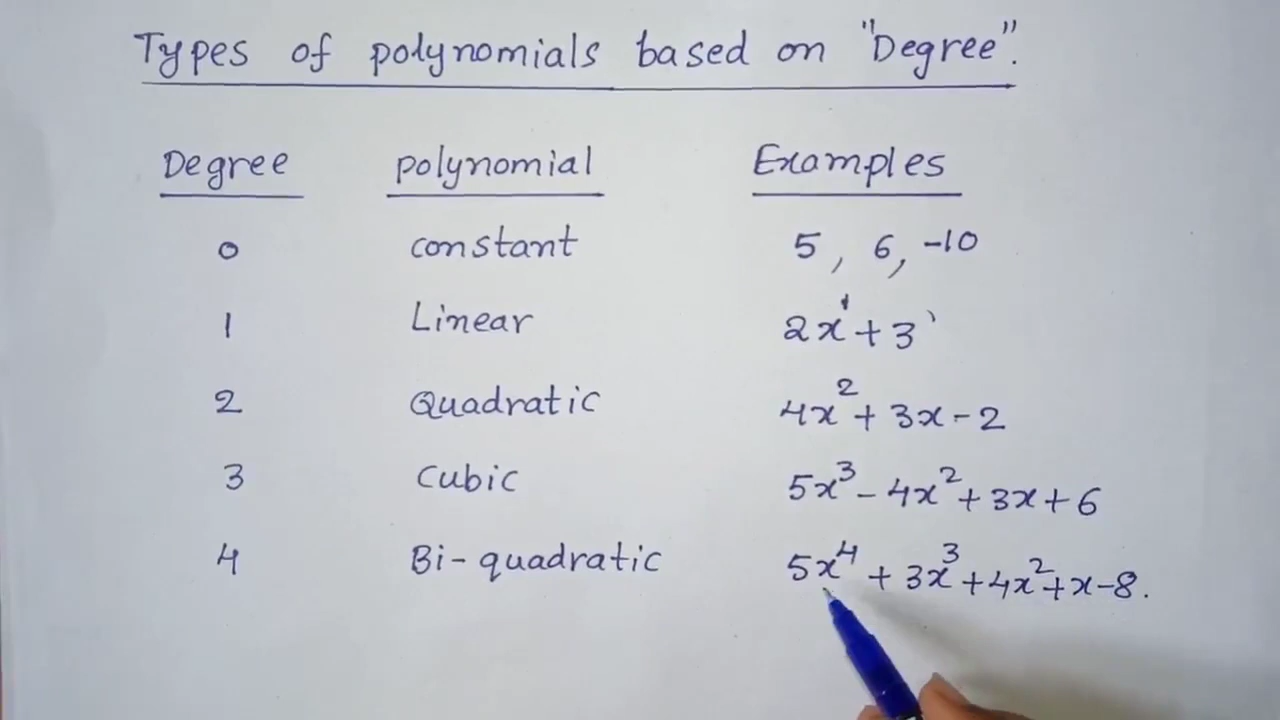 Types of polynomials based on "Degree".
Degree polynomial Examples
0 constant 5, 6, -10
1 Linear 2x¹ + 3
2 Quadratic 4x² + 3x - 2
3 cubic 5x³ - 4x² + 3x + 6
4 Bi-quadratic 5x⁴ + 3x³ + 4x² + x - 8.